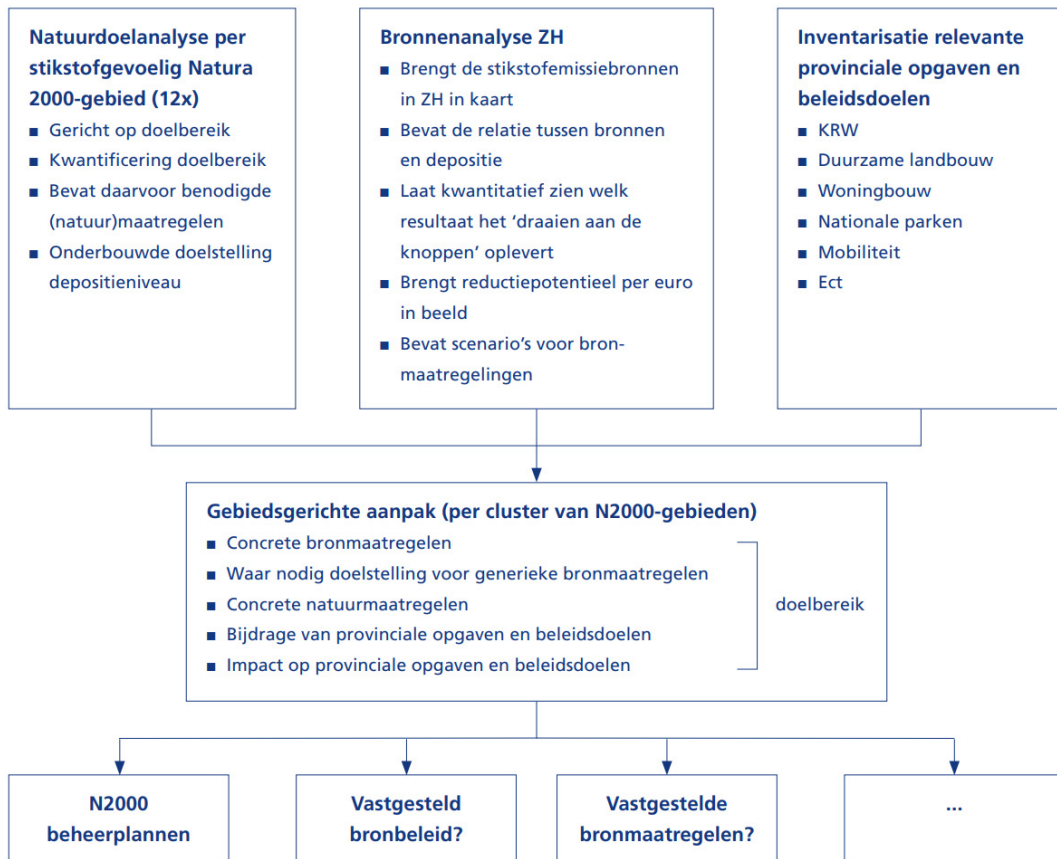 Natuurdoelanalyse per
stikstofgevoelig Natura
2000-gebied (12x)
■ Gericht op doelbereik
■ Kwantificering doelbereik
■ Bevat daarvoor benodigde
(natuur)maatregelen
■ Onderbouwde doelstelling
depositieniveau
Bronnenanalyse ZH
■ Brengt de stikstofemissiebronnen
in ZH in kaart
■ Bevat de relatie tussen bronnen
en depositie
■ Laat kwantitatief zien welk
resultaat het ‘draaien aan de
knoppen’ oplevert
■ Brengt reductiepotentieel per euro
in beeld
■ Bevat scenario’s voor bron-
maatregelingen
Inventarisatie relevante
provinciale opgaven en
beleidsdoelen
■ KRW
■ Duurzame landbouw
■ Woningbouw
■ Nationale parken
■ Mobiliteit
■ Ect
Gebiedsgerichte aanpak (per cluster van N2000-gebieden)
■ Concrete bronmaatregelen
■ Waar nodig doelstelling voor generieke bronmaatregelen
■ Concrete natuurmaatregelen
■ Bijdrage van provinciale opgaven en beleidsdoelen
■ Impact op provinciale opgaven en beleidsdoelen
doelbereik
N2000
beheerplannen
Vastgesteld
bronbeleid?
Vastgestelde
bronmaatregelen?
...